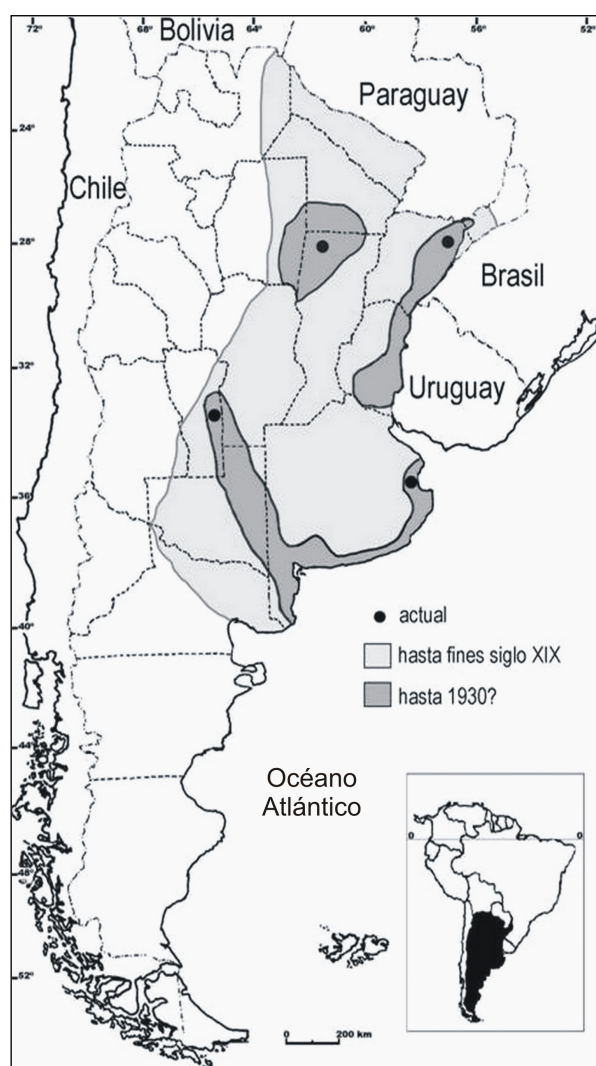 72°
68°
64°
60°
56°
52°
Bolivia
Paraguay
24°
Chile
28°
Brasil
32°
Uruguay
36°
actual
hasta fines siglo XIX
40°
hasta 1930?
44°
Océano
Atlántico
0
0
48°
52°
0 200 km